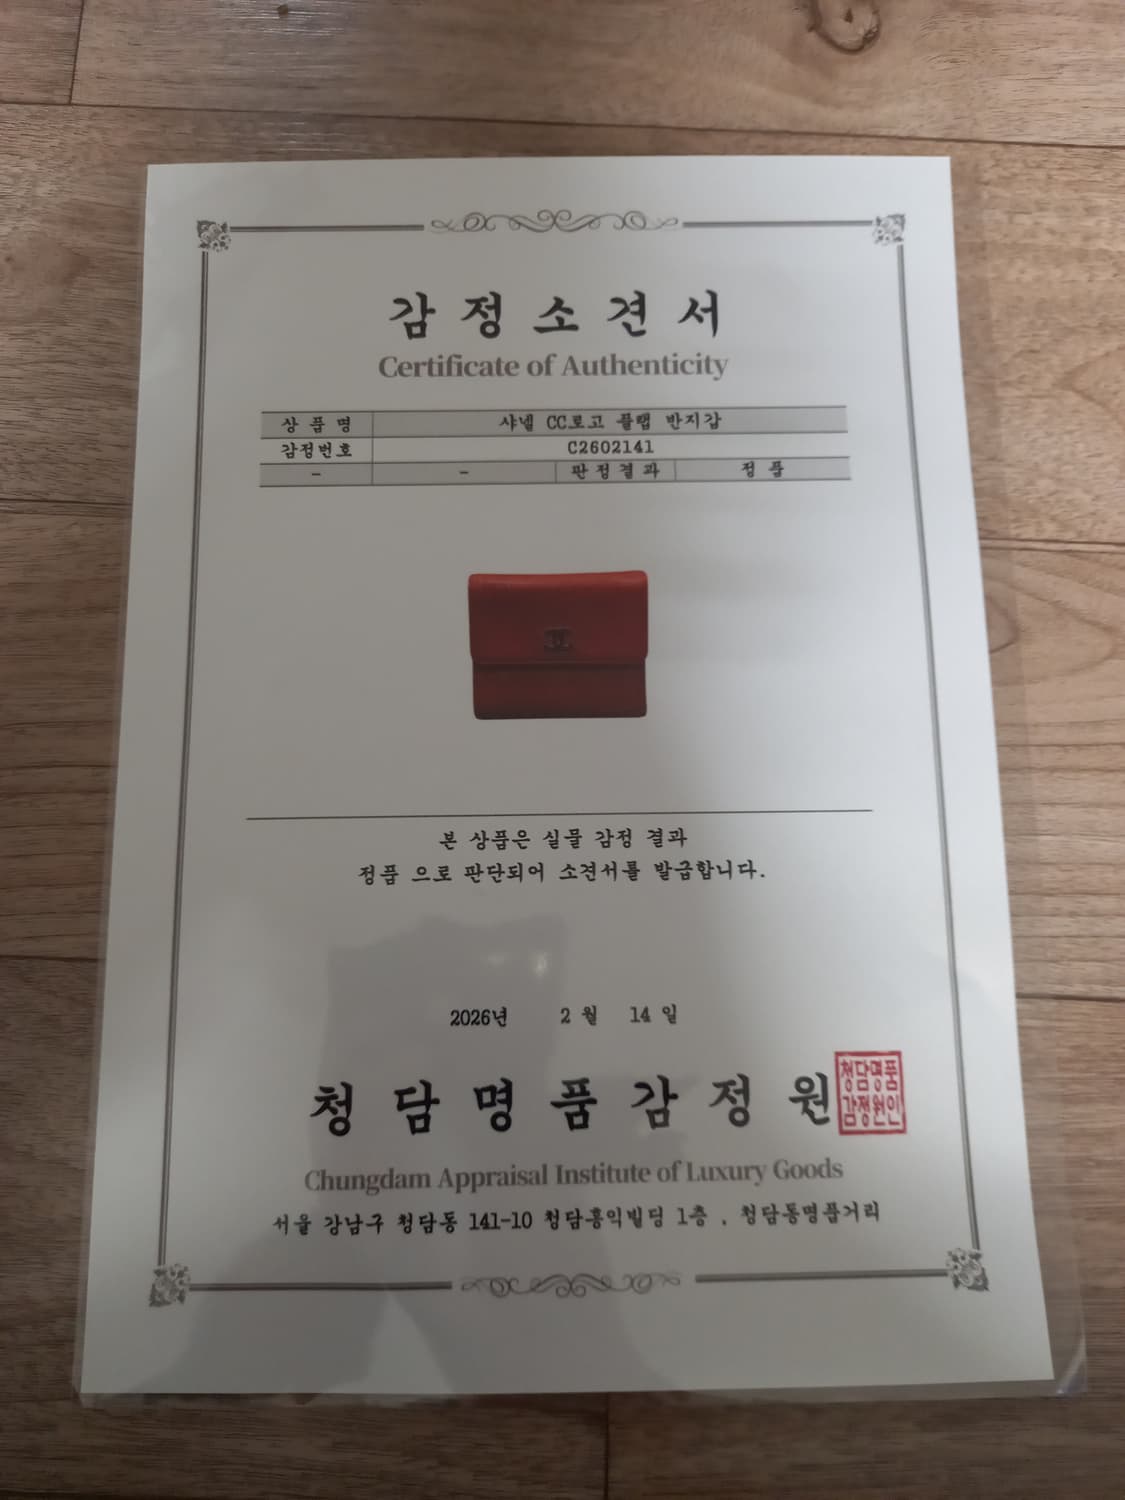 감정소견서
Certificate of Authenticity
상품명 샤넬 CC로고 플랩 반지갑
감정번호 C2602141
- - 판정결과 정품
본 상품은 실물 감정 결과
정품 으로 판단되어 소견서를 발급합니다.
2026년 2 월 14 일
청담명품감정원
청담명품
감정원인
Chungdam Appraisal Institute of Luxury Goods
서울 강남구 청담동 141-10 청담홍익빌딩 1층 , 청담동명품거리